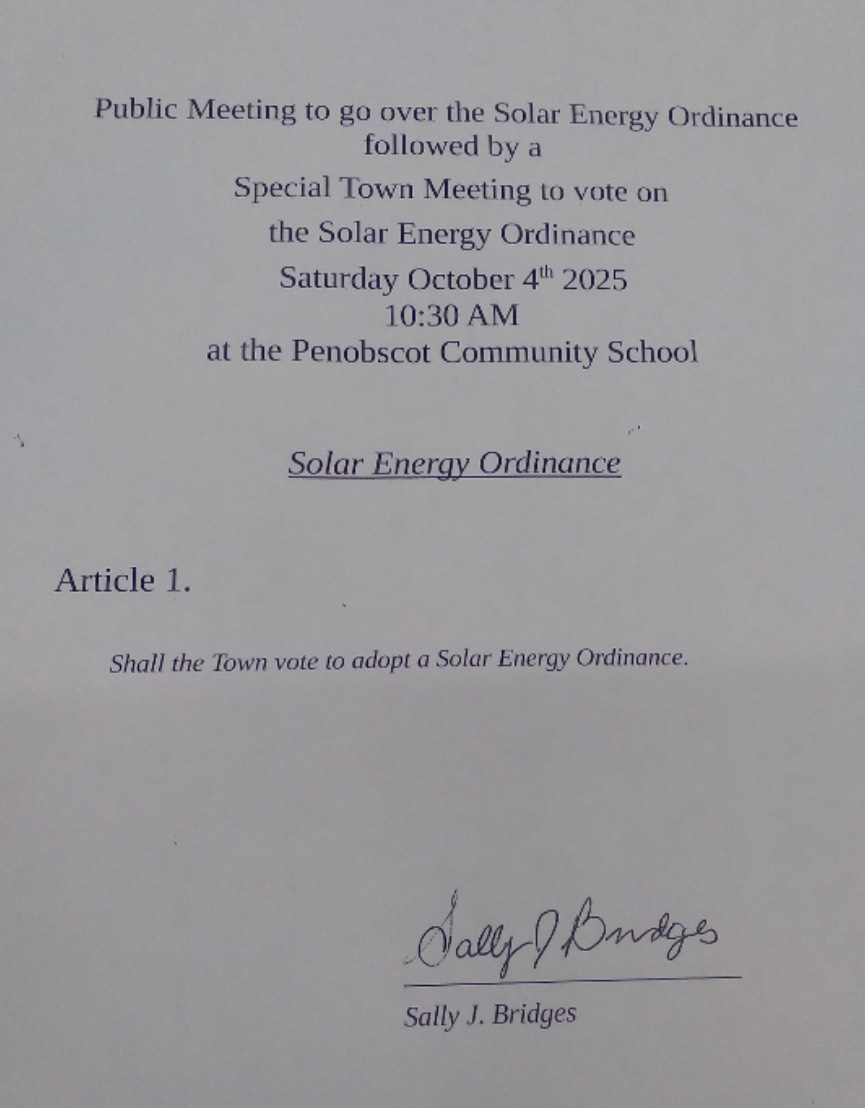 Public Meeting to go over the Solar Energy Ordinance
followed by a
Special Town Meeting to vote on
the Solar Energy Ordinance
Saturday October 4th 2025
10:30 AM
at the Penobscot Community School
Solar Energy Ordinance
Article 1.
Shall the Town vote to adopt a Solar Energy Ordinance.
Sally J Bridges
Sally J. Bridges